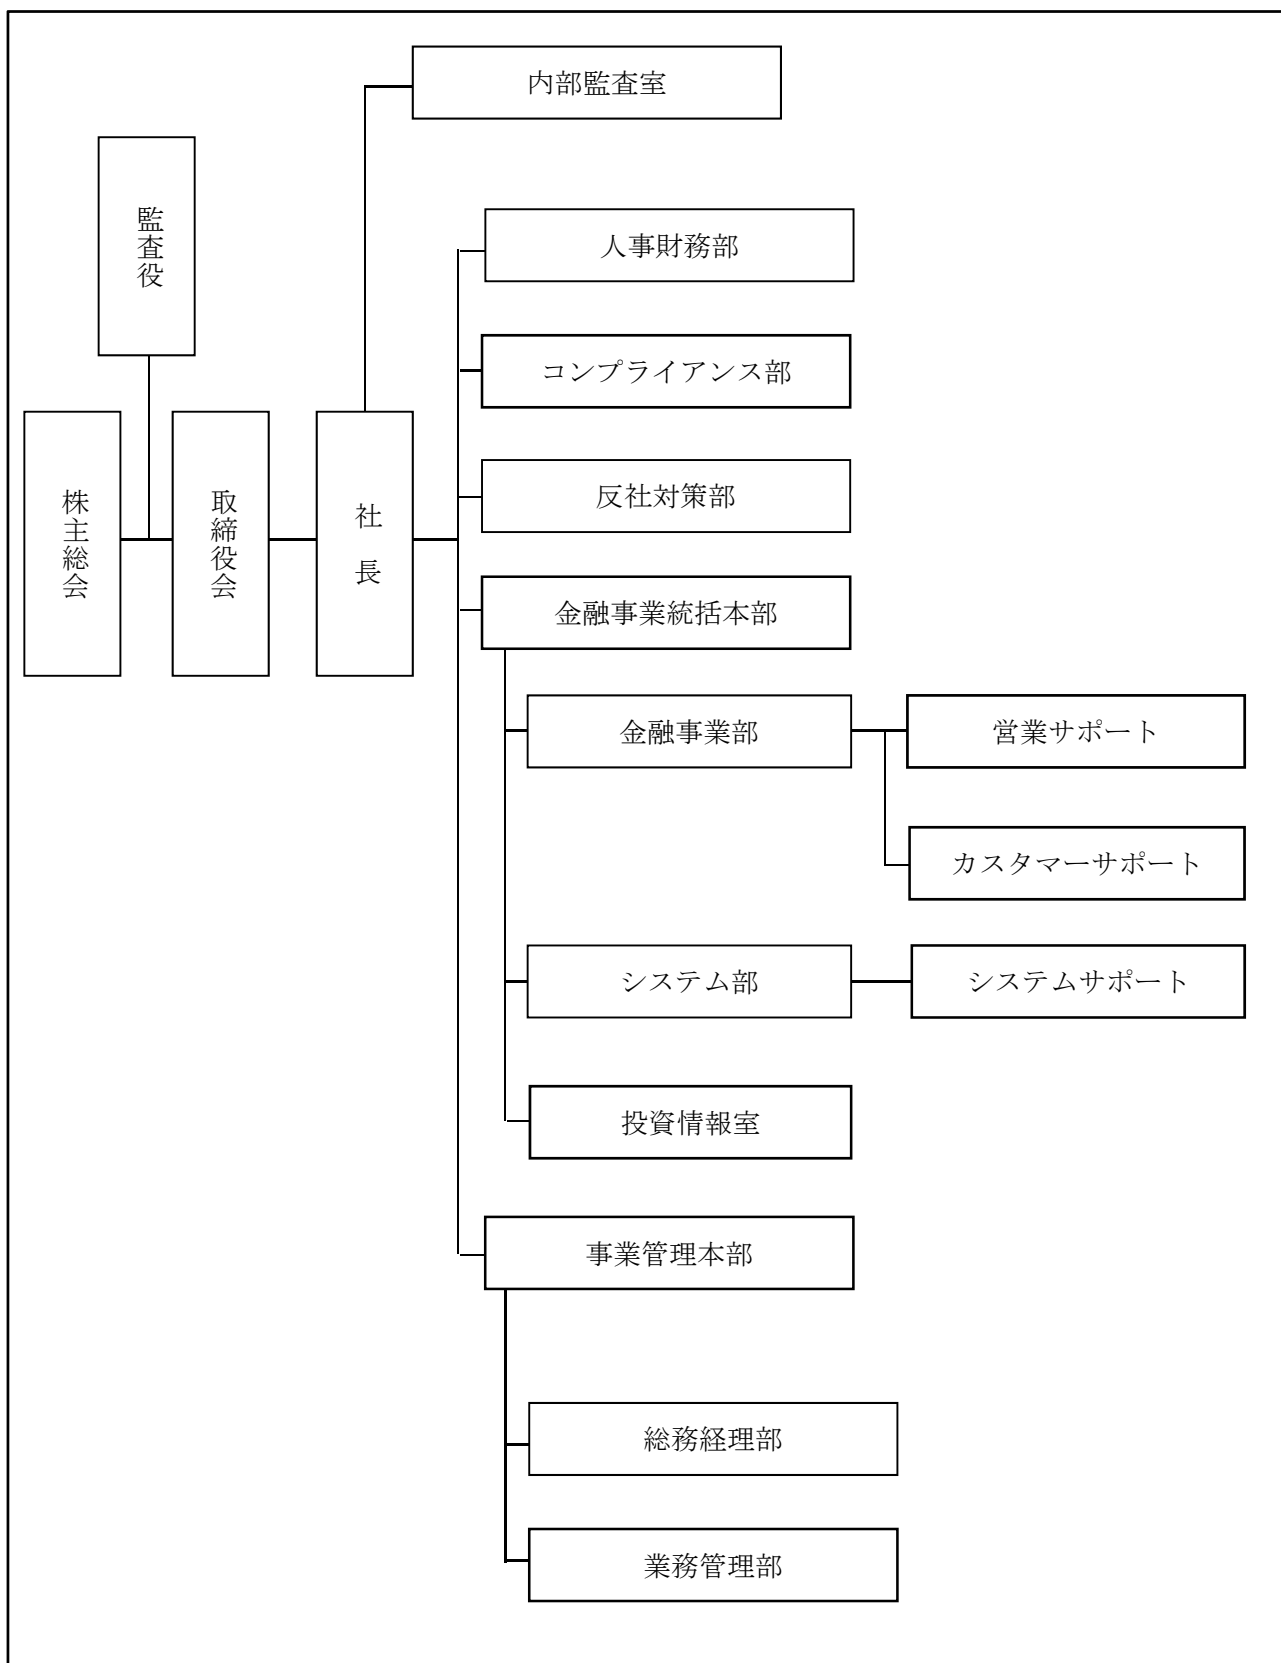 内部監査室
監査役
株主総会
取締役会
社長
人事財務部
コンプライアンス部
反社対策部
金融事業統括本部
金融事業部
営業サポート
カスタマーサポート
システム部
システムサポート
投資情報室
事業管理本部
総務経理部
業務管理部